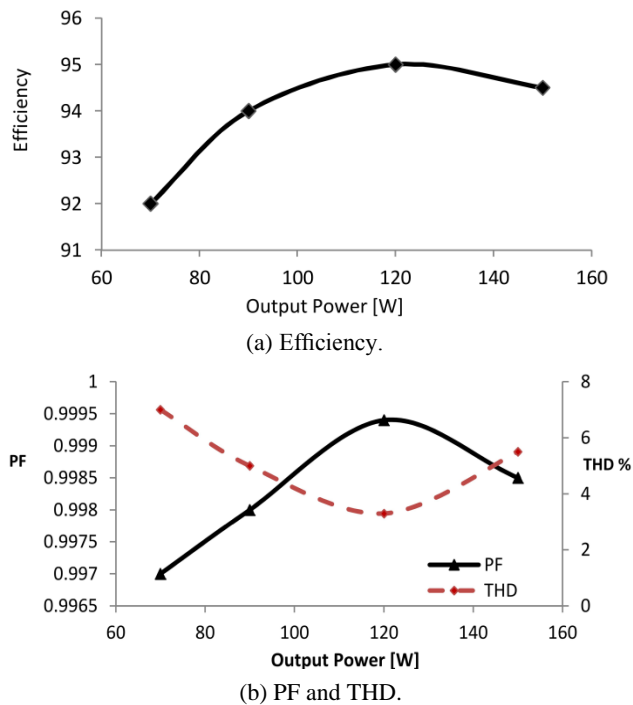 96
95
94
93
92
91
Efficiency
60 80 100 120 140 160
Output Power [W]
(a) Efficiency.
1
0.9995
0.999
0.9985
0.998
0.9975
0.997
0.9965
PF
8
6
4
2
0
THD %
PF
THD
60 80 100 120 140 160
Output Power [W]
(b) PF and THD.